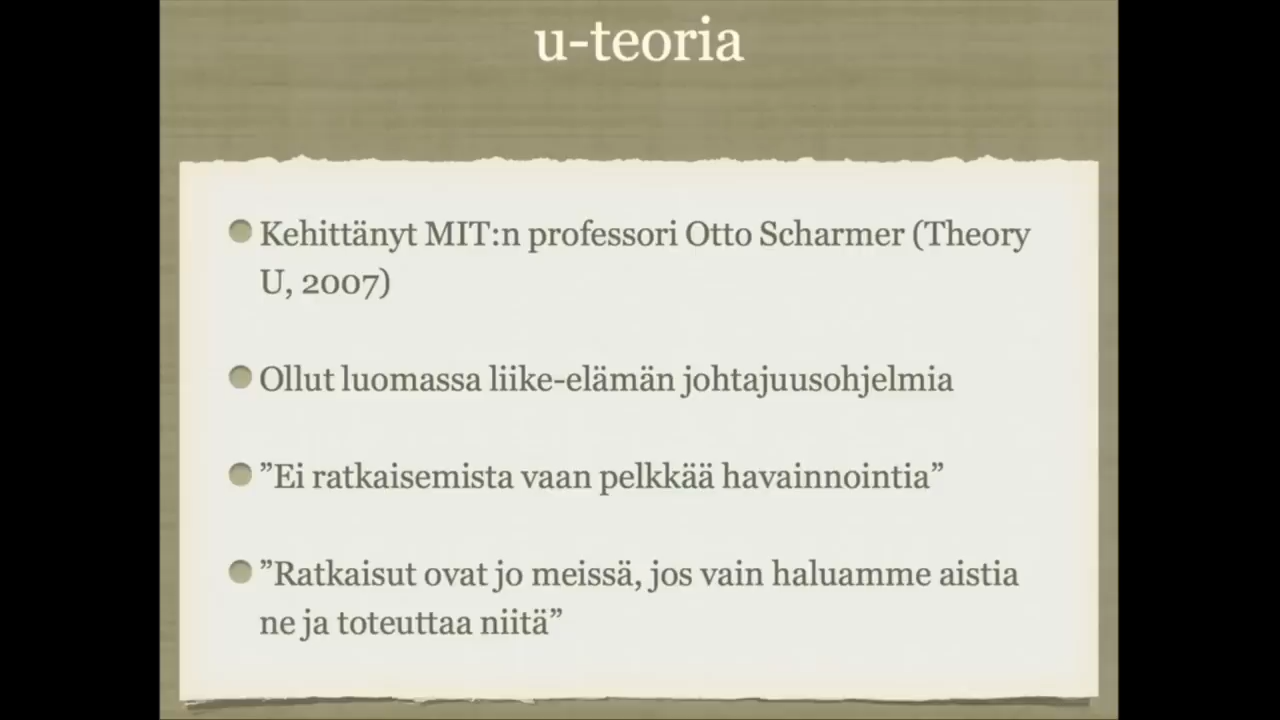 u-teoria
Kehittänyt MIT:n professori Otto Scharmer (Theory
U, 2007)
Ollut luomassa liike-elämän johtajuusohjelmia
”Ei ratkaisemista vaan pelkkää havainnointia”
”Ratkaisut ovat jo meissä, jos vain haluamme aistia
ne ja toteuttaa niitä”